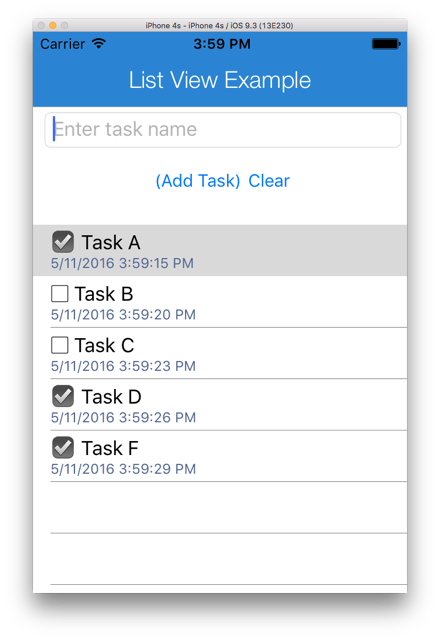 iPhone 4s - iPhone 4s / iOS 9.3 (13E230)
Carrier 3:59 PM
List View Example
Enter task name
(Add Task) Clear
Task A
5/11/2016 3:59:15 PM
Task B
5/11/2016 3:59:20 PM
Task C
5/11/2016 3:59:23 PM
Task D
5/11/2016 3:59:26 PM
Task F
5/11/2016 3:59:29 PM